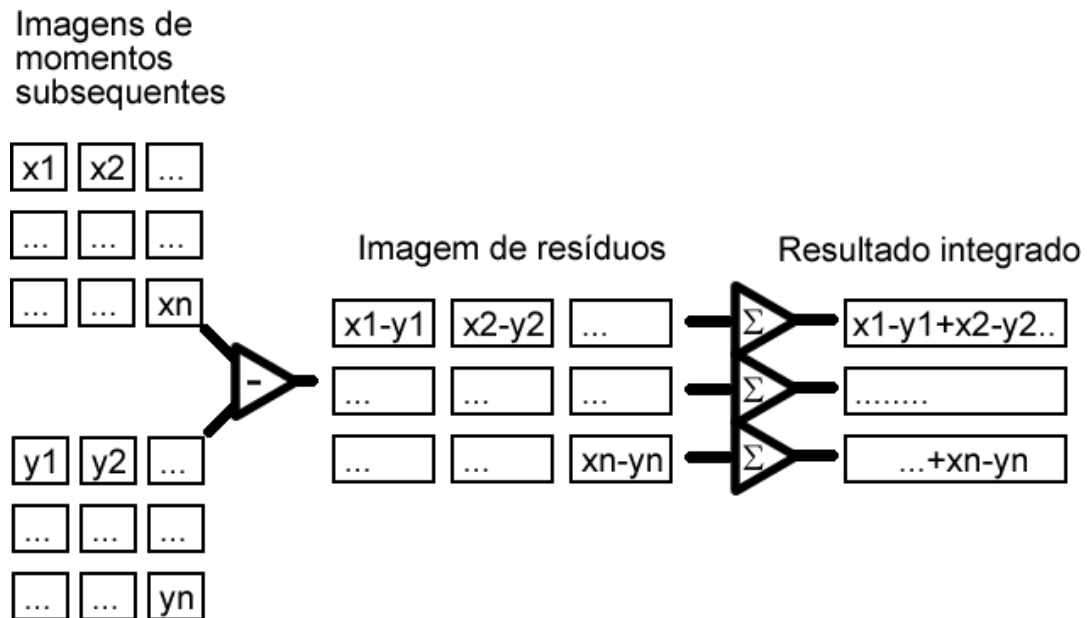 Imagens de
momentos
subsequentes
x1 x2 ...
... ... ...
... ... xn
-
y1 y2 ...
... ... ...
... ... yn
Imagem de resíduos
x1-y1 x2-y2 ...
... ... ...
... ... xn-yn
Σ
Σ
Σ
Resultado integrado
x1-y1+x2-y2..
........
...+xn-yn